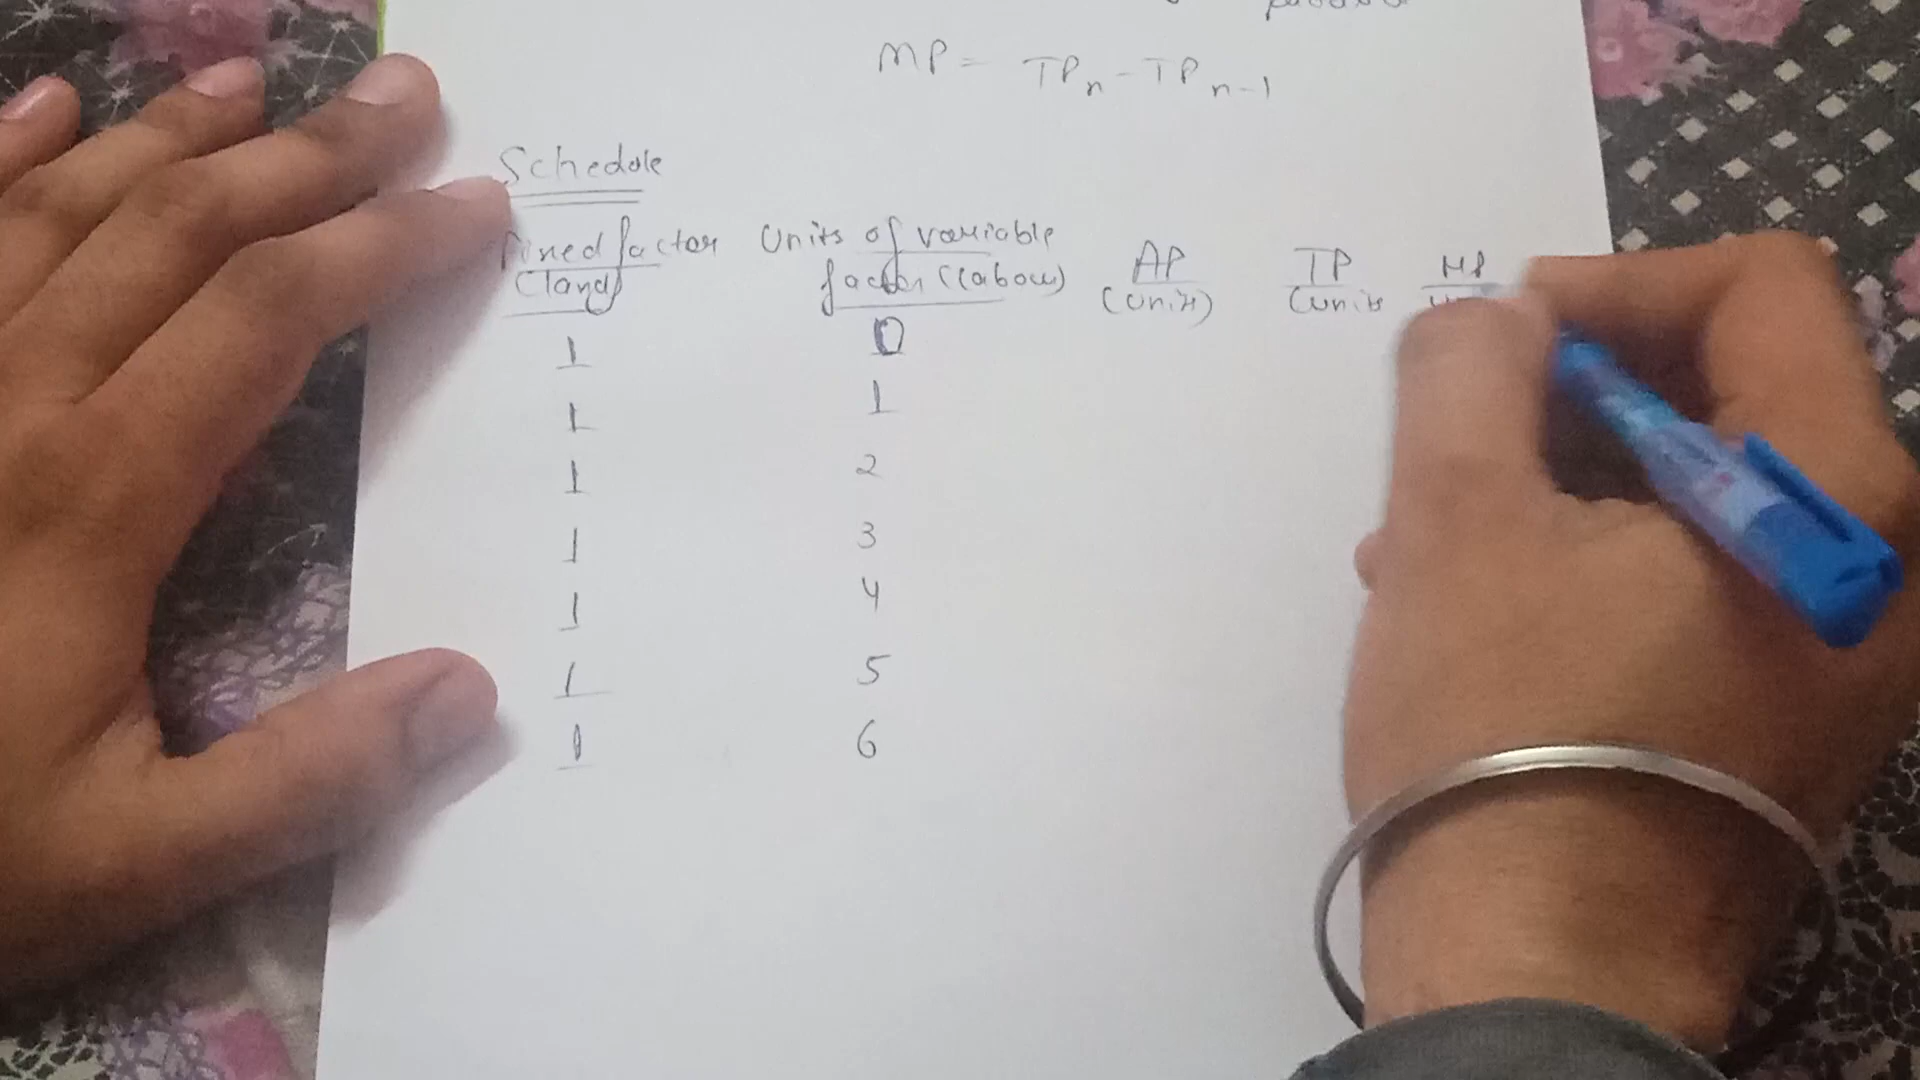 MP = TPn - TPn-1
Schedule
Fixed factor Units of variable
(land) factor (labour) AP TP MP
(units) (units
1 0
1 1
1 2
1 3
1 4
1 5
1 6